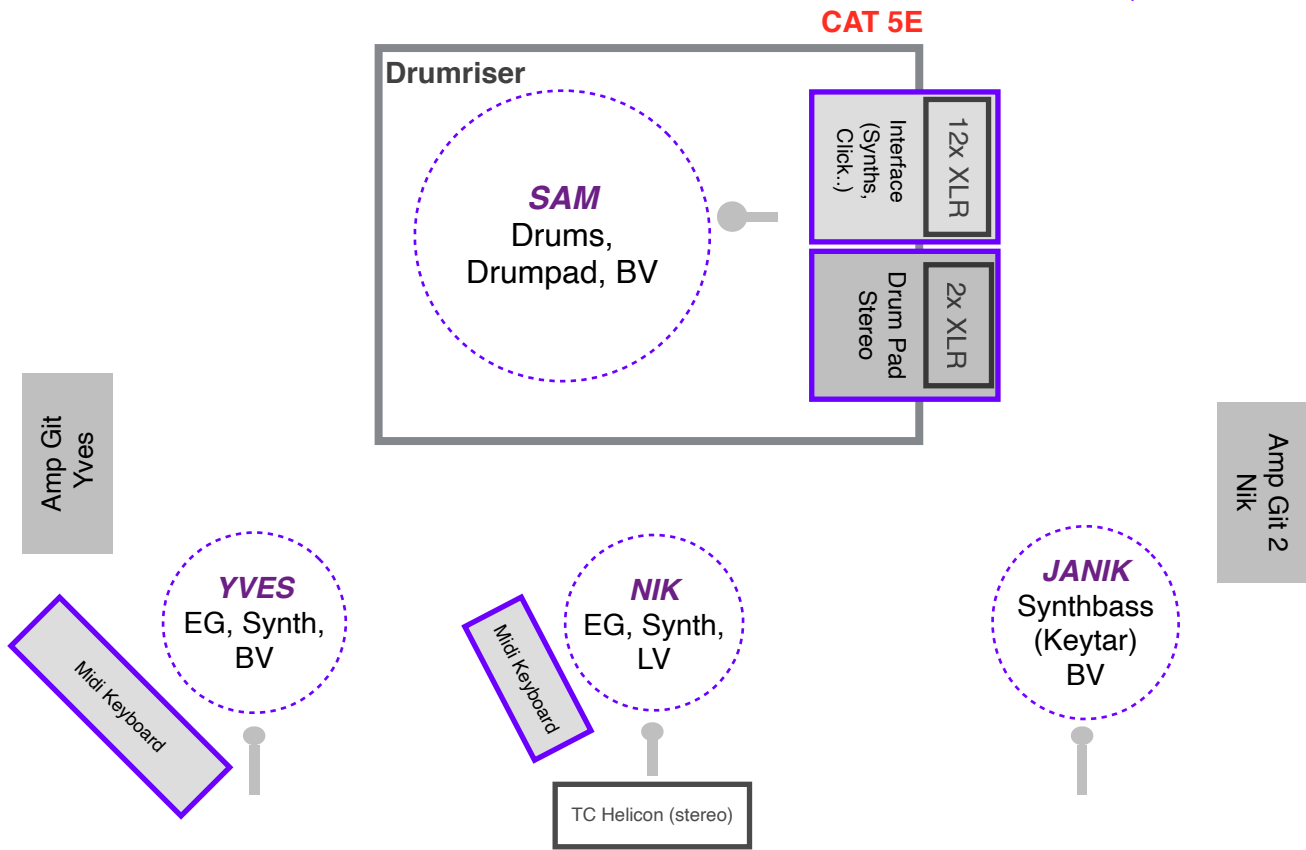 CAT 5E
Drumriser
SAM
Drums,
Drumpad, BV
Interface
(Synths,
Click..)
12x XLR
Drum Pad
Stereo
2x XLR
Amp Git
Yves
Amp Git 2
Nik
YVES
EG, Synth,
BV
Midi Keyboard
NIK
EG, Synth,
LV
Midi Keyboard
JANIK
Synthbass
(Keytar)
BV
TC Helicon (stereo)